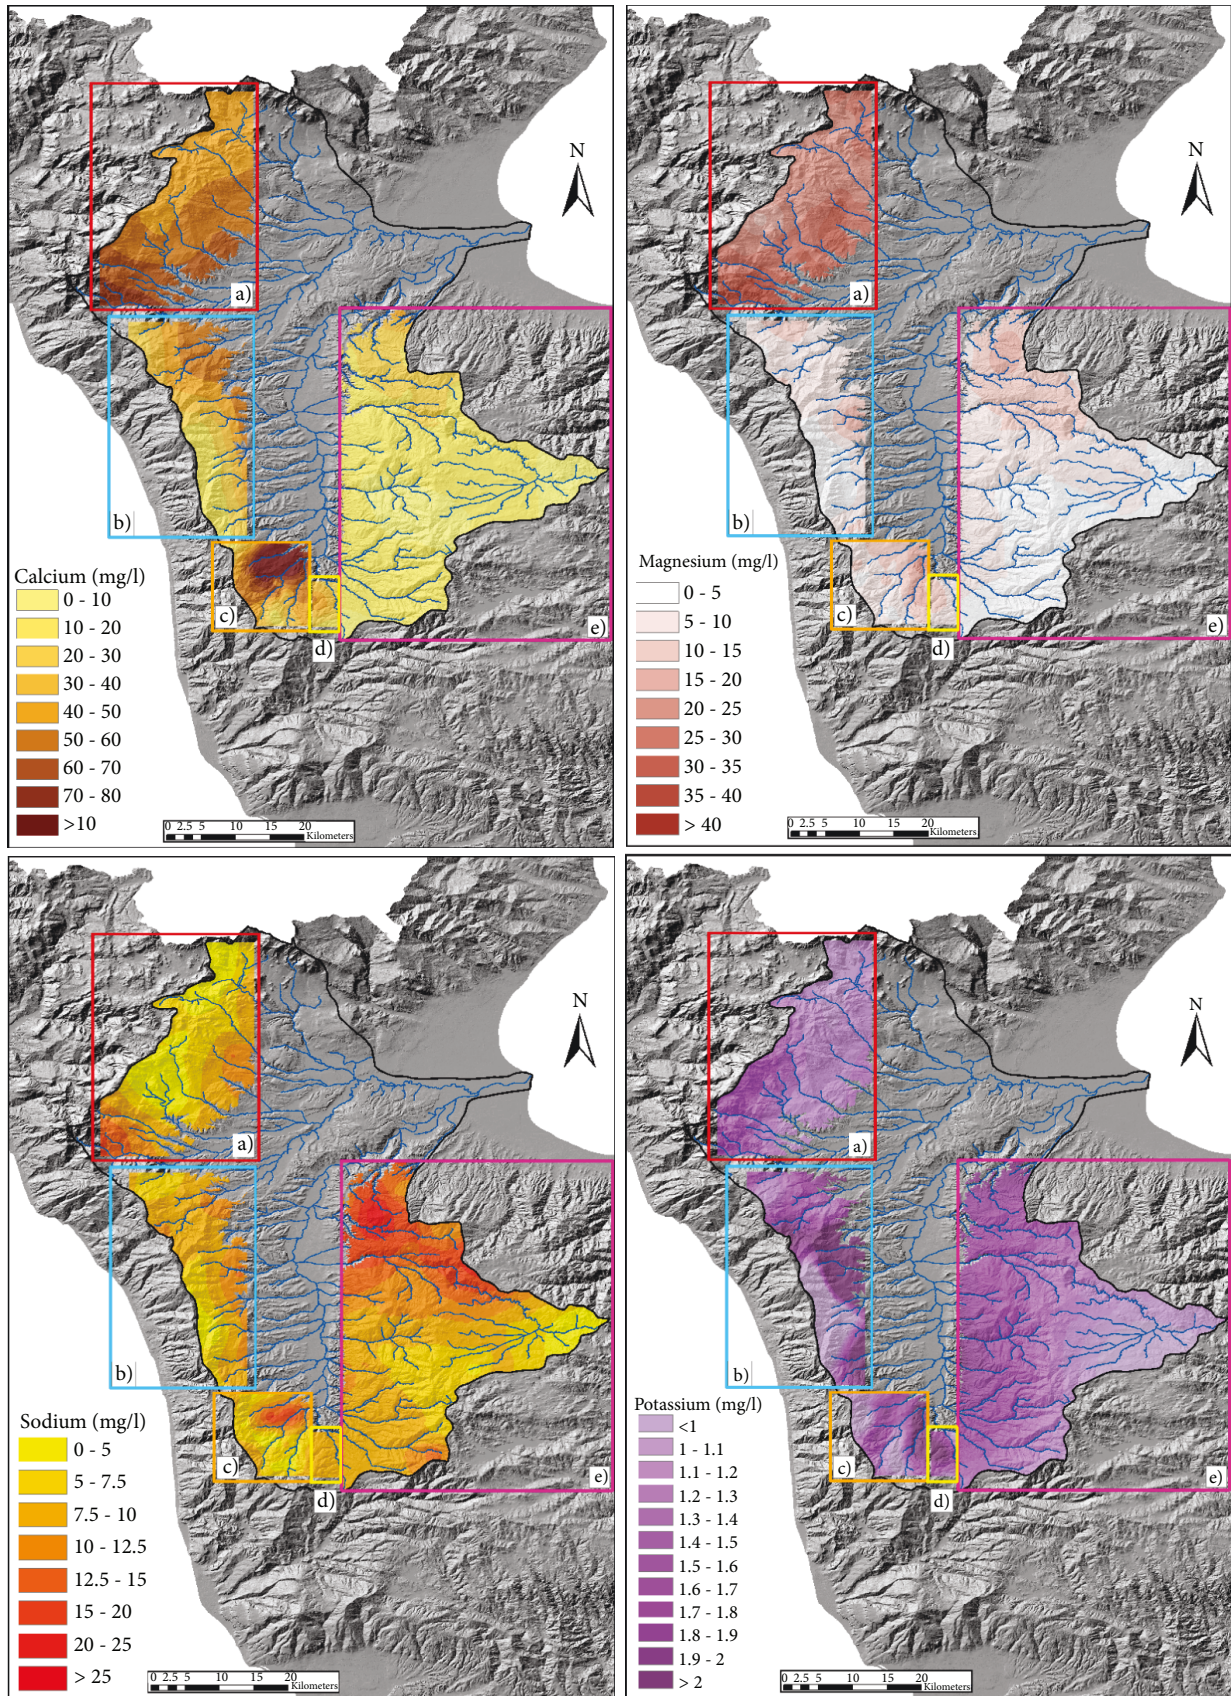 N
a)
b)
c)
d)
e)
Calcium (mg/l)
0 - 10
10 - 20
20 - 30
30 - 40
40 - 50
50 - 60
60 - 70
70 - 80
>10
0 2.5 5 10 15 20
Kilometers
N
a)
b)
c)
d)
e)
Magnesium (mg/l)
0 - 5
5 - 10
10 - 15
15 - 20
20 - 25
25 - 30
30 - 35
35 - 40
> 40
0 2.5 5 10 15 20
Kilometers
N
a)
b)
c)
d)
e)
Sodium (mg/l)
0 - 5
5 - 7.5
7.5 - 10
10 - 12.5
12.5 - 15
15 - 20
20 - 25
> 25
0 2.5 5 10 15 20
Kilometers
N
a)
b)
c)
d)
e)
Potassium (mg/l)
<1
1 - 1.1
1.1 - 1.2
1.2 - 1.3
1.3 - 1.4
1.4 - 1.5
1.5 - 1.6
1.6 - 1.7
1.7 - 1.8
1.8 - 1.9
1.9 - 2
> 2
0 2.5 5 10 15 20
Kilometers